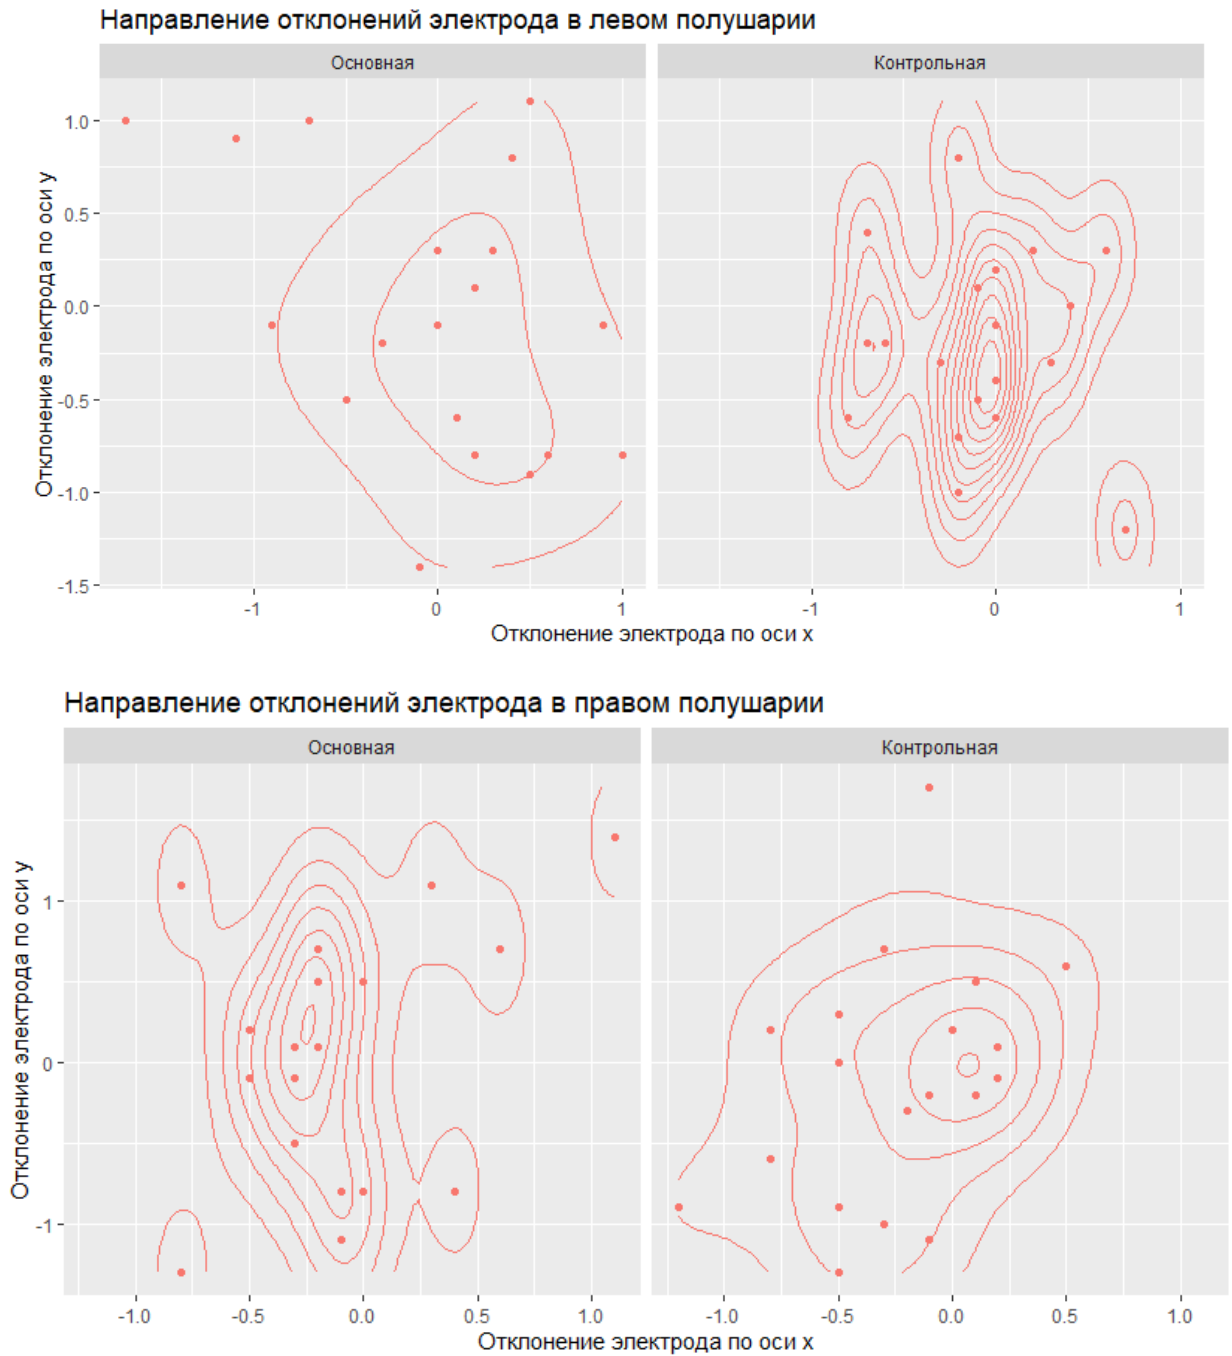 Направление отклонений электрода в левом полушарии
Основная
Контрольная
Отклонение электрода по оси y
1.0
0.5
0.0
-0.5
-1.0
-1.5
-1
0
1
-1
0
1
Отклонение электрода по оси x
Направление отклонений электрода в правом полушарии
Основная
Контрольная
Отклонение электрода по оси y
1
0
-1
-1.0
-0.5
0.0
0.5
1.0
-1.0
-0.5
0.0
0.5
1.0
Отклонение электрода по оси x